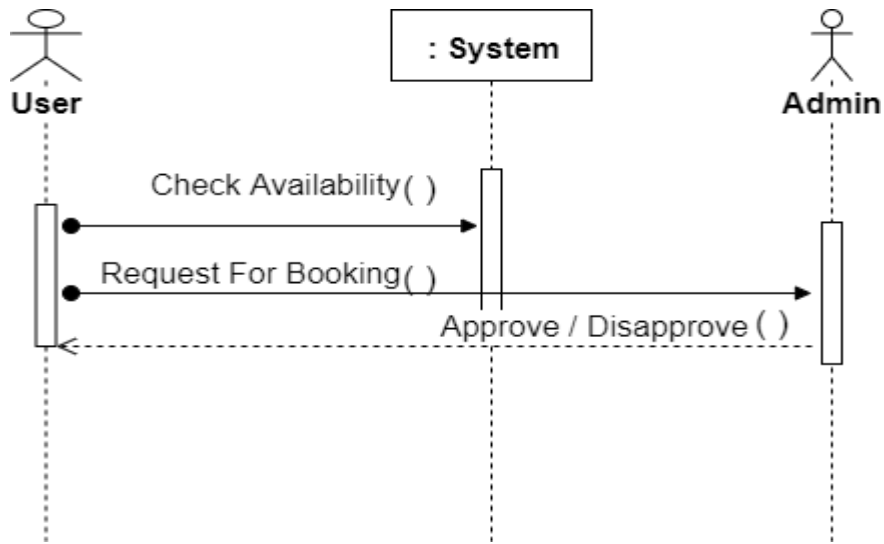 : System
User
Admin
Check Availability( )
Request For Booking( )
Approve / Disapprove ( )